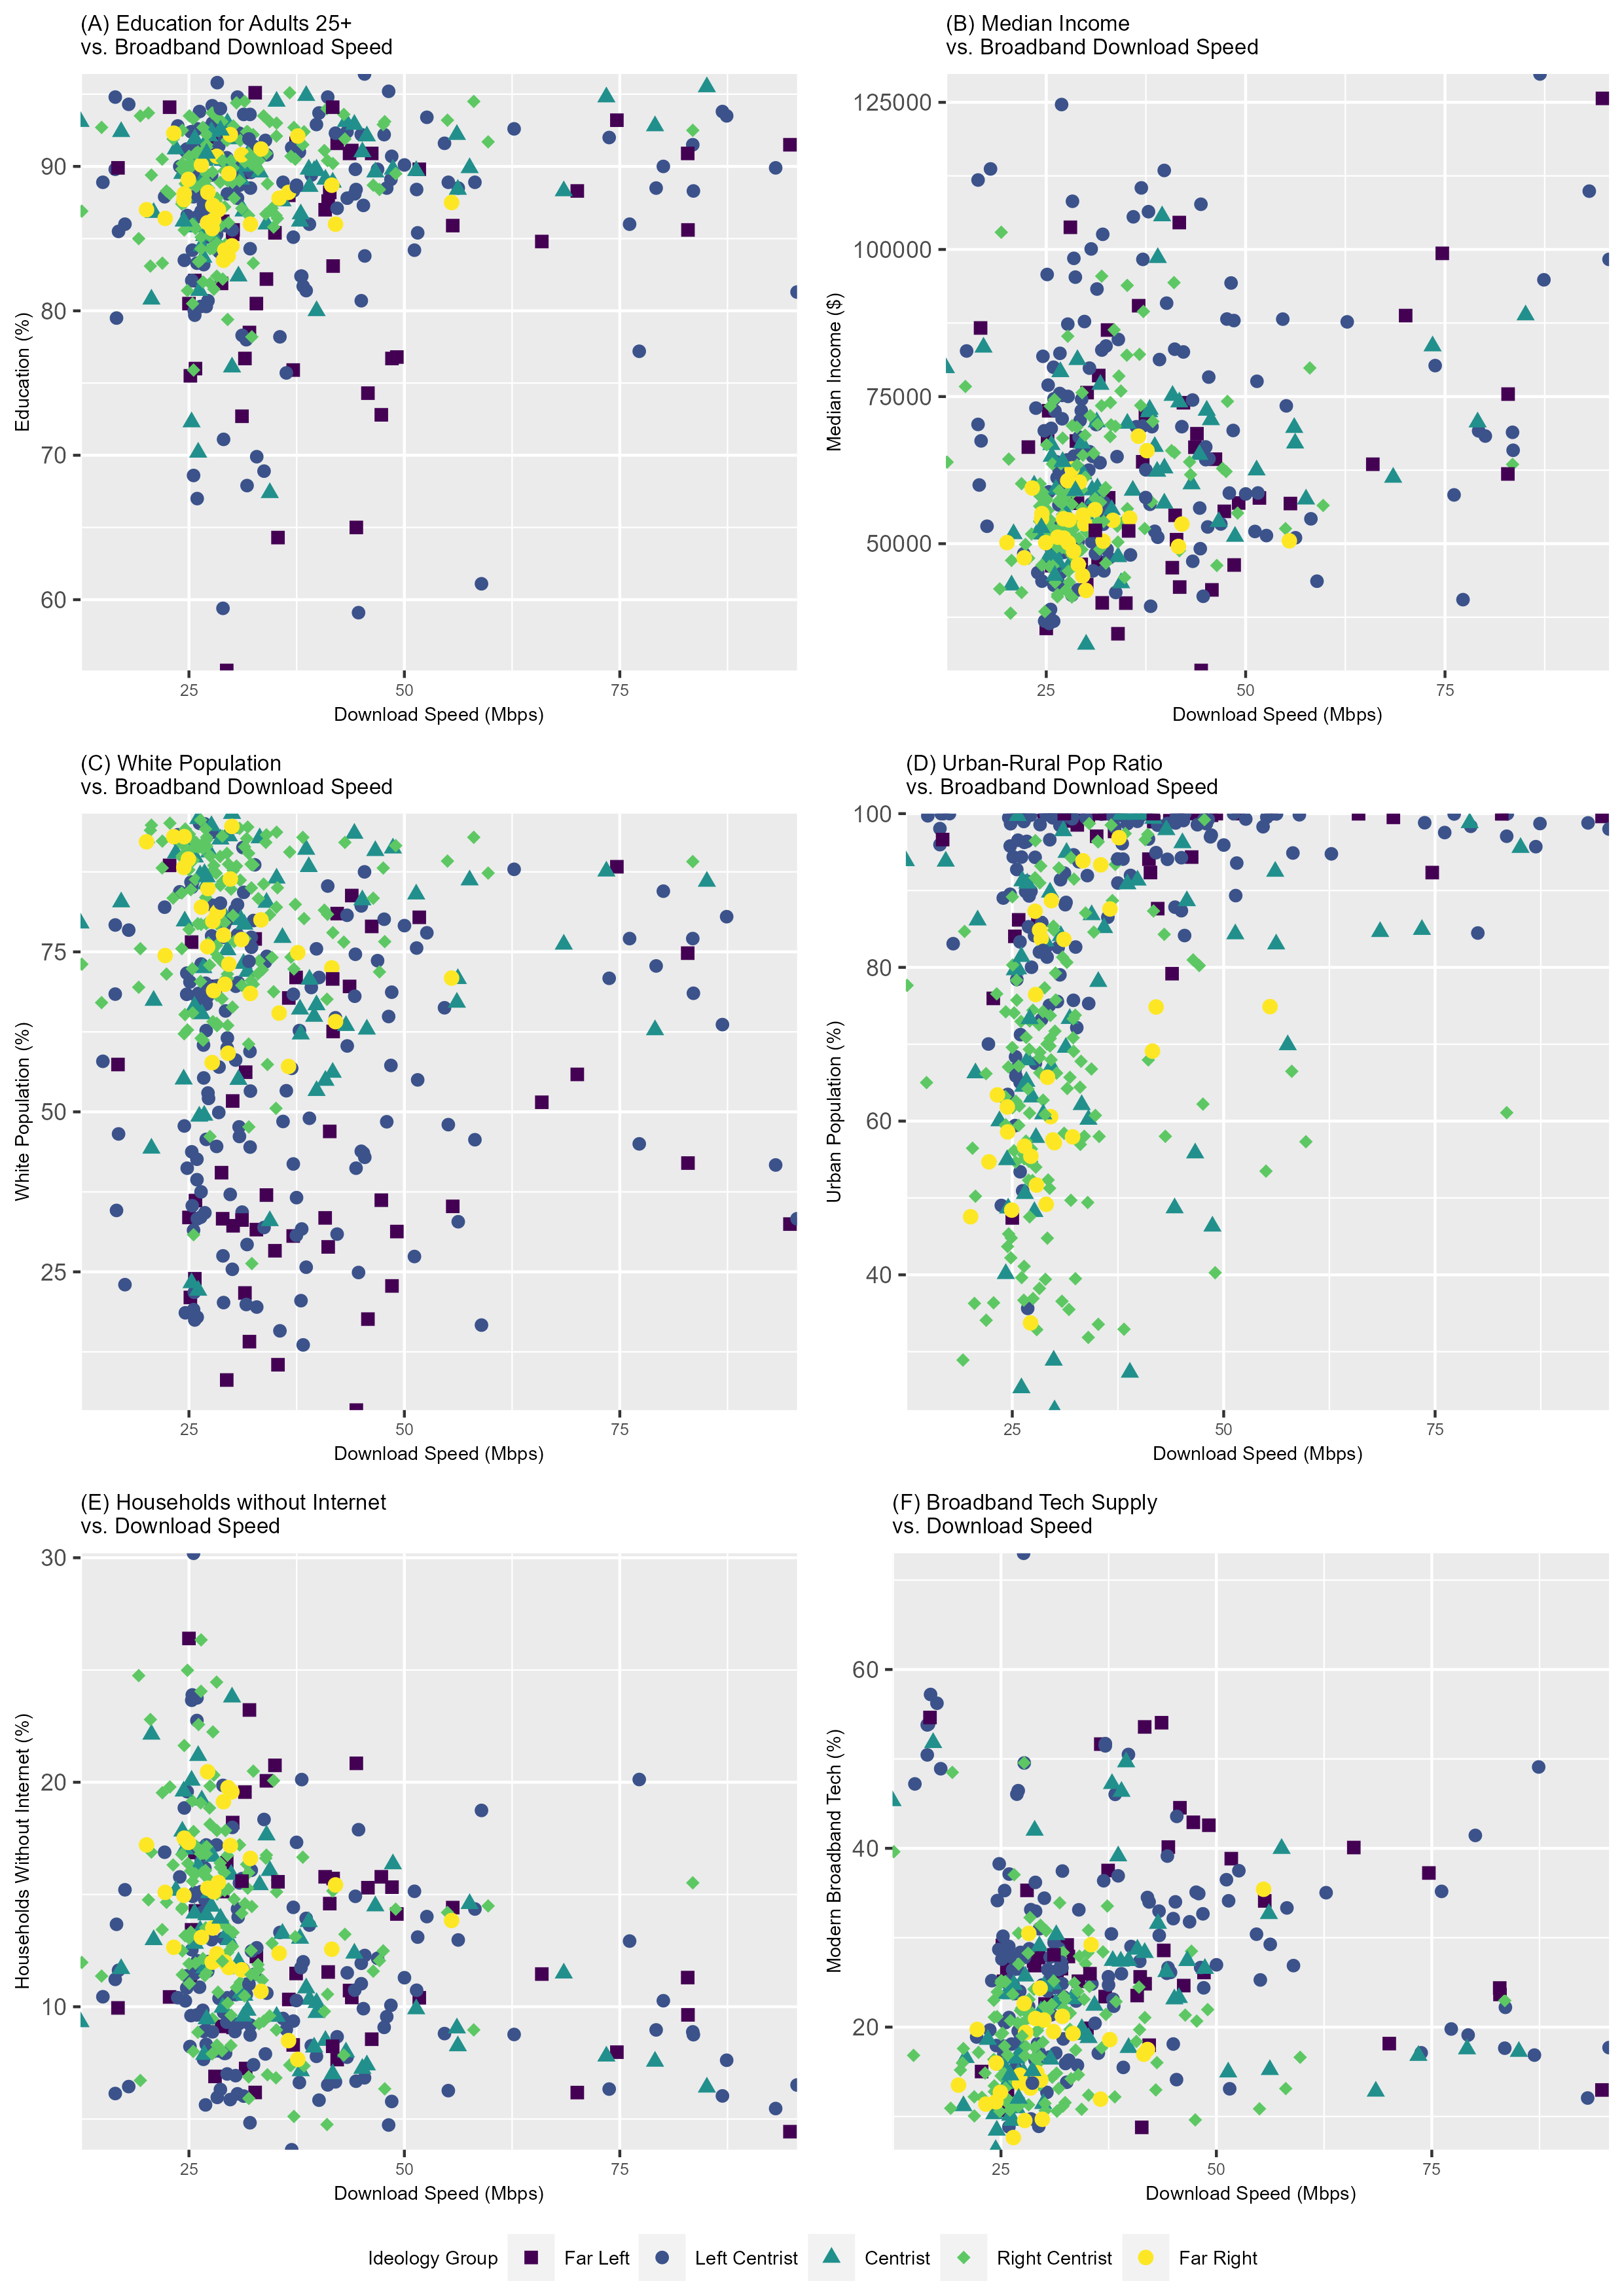 (A) Education for Adults 25+
vs. Broadband Download Speed
90
80
70
60
Education (%)
25 50 75
Download Speed (Mbps)
(B) Median Income
vs. Broadband Download Speed
125000
100000
75000
50000
Median Income ($)
25 50 75
Download Speed (Mbps)
(C) White Population
vs. Broadband Download Speed
75
50
25
White Population (%)
25 50 75
Download Speed (Mbps)
(D) Urban-Rural Pop Ratio
vs. Broadband Download Speed
100
80
60
40
Urban Population (%)
25 50 75
Download Speed (Mbps)
(E) Households without Internet
vs. Download Speed
30
20
10
Households Without Internet (%)
25 50 75
Download Speed (Mbps)
(F) Broadband Tech Supply
vs. Download Speed
60
40
20
Modern Broadband Tech (%)
25 50 75
Download Speed (Mbps)
Ideology Group Far Left Left Centrist Centrist Right Centrist Far Right